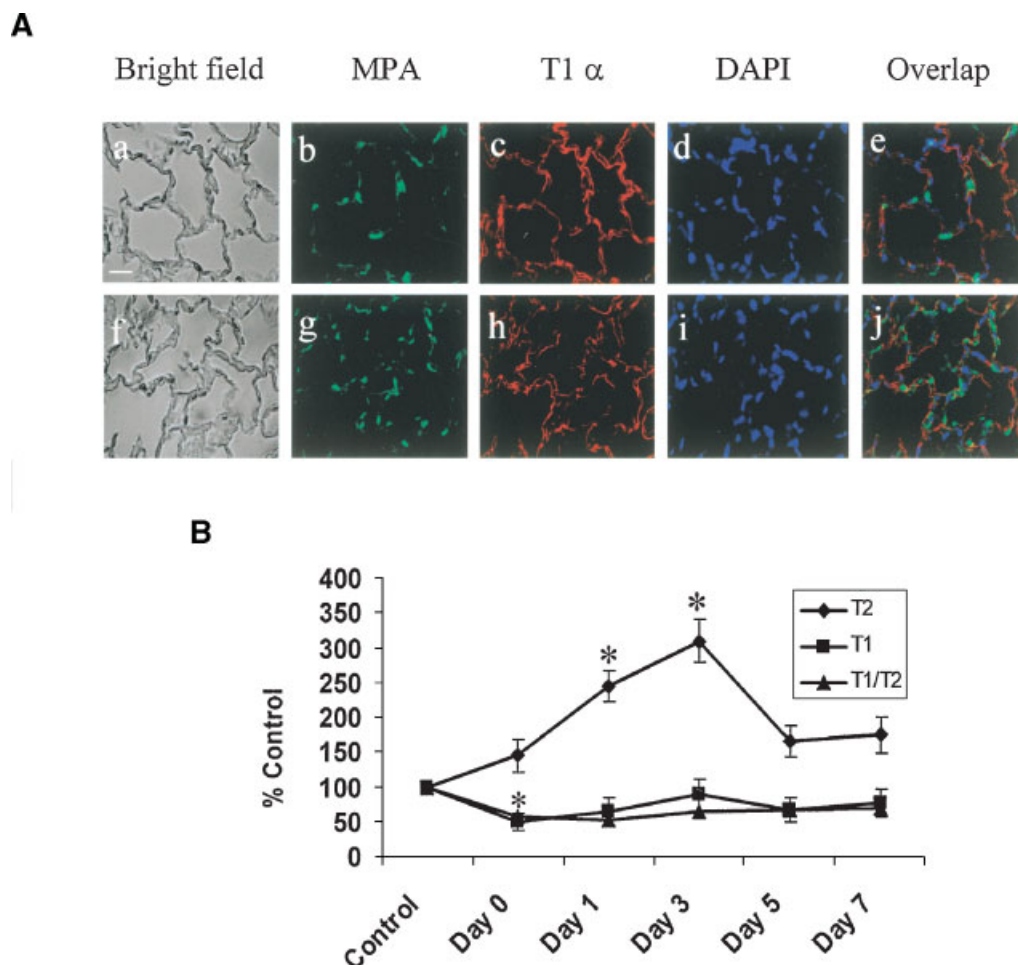 A
Bright field MPA T1 α DAPI Overlap
a b c d e
f g h i j
B
% Control
400
350
300
250
200
150
100
50
0
* * *
T2
T1
T1/T2
Control Day 0 Day 1 Day 3 Day 5 Day 7